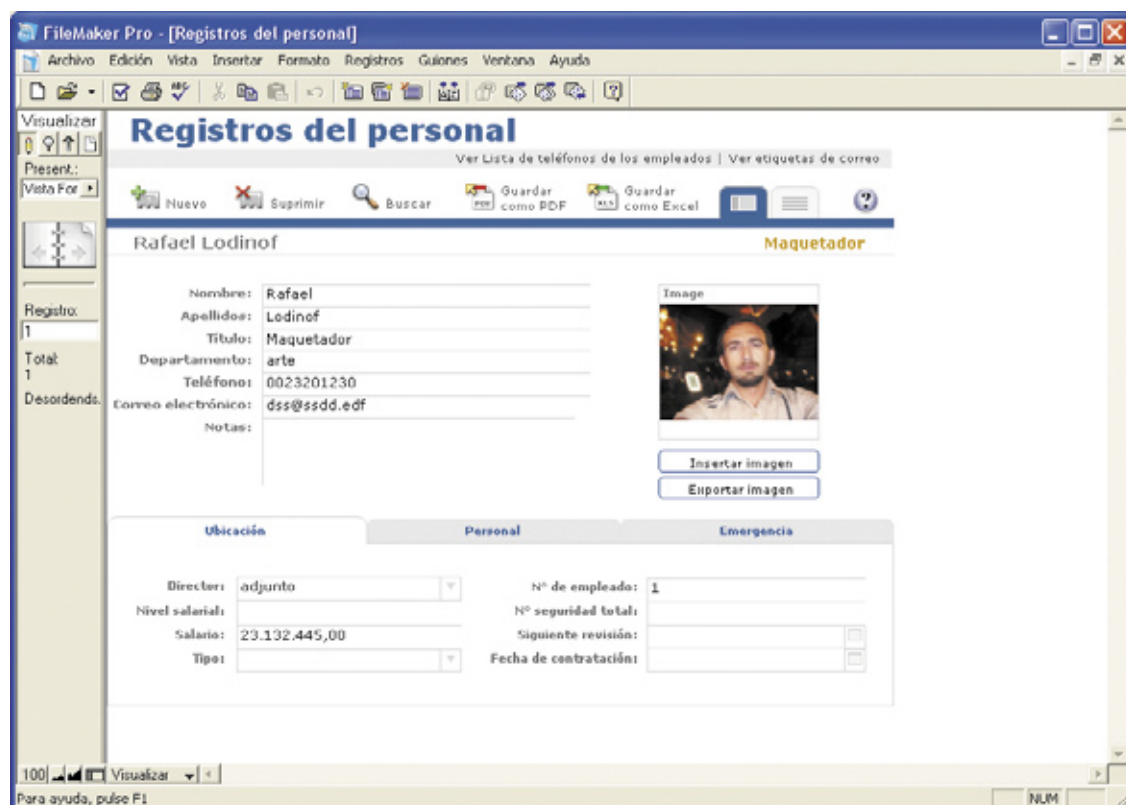 FileMaker Pro - [Registros del personal]
Archivo Edición Vista Insertar Formato Registros Guiones Ventana Ayuda
Visualizar
Present.:
Vista For
Registro:
1
Total:
1
Desordends.
Registros del personal
Ver Lista de teléfonos de los empleados | Ver etiquetas de correo
Nuevo
Suprimir
Buscar
PDF
Guardar como PDF
XLS
Guardar como Excel
Rafael Lodinof
Maquetador
Nombre: Rafael
Apellidos: Lodinof
Título: Maquetador
Departamento: arte
Teléfono: 0023201230
Correo electrónico: dss@ssdd.edf
Notas:
Image
Insertar imagen
Exportar imagen
Ubicación Personal Emergencia
Director: adjunto
Nivel salarial:
Salario: 23.132.445,00
Tipo:
Nº de empleado: 1
Nº seguridad total:
Siguiente revisión:
Fecha de contratación:
100 Visualizar
Para ayuda, pulse F1
NUM